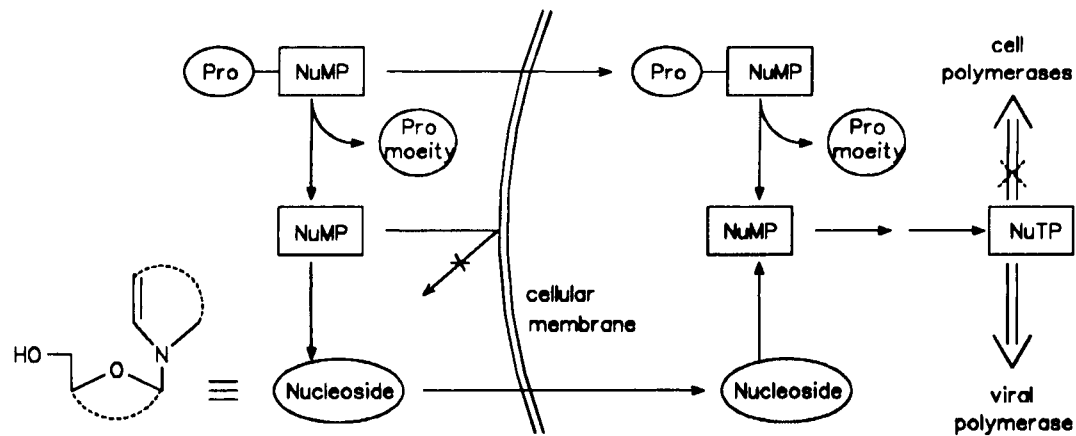 Pro
NuMP
Pro
moeity
NuMP
HO
O
N
≡
Nucleoside
cellular
membrane
Pro
NuMP
Pro
moeity
NuMP
Nucleoside
cell
polymerases
NuTP
viral
polymerase